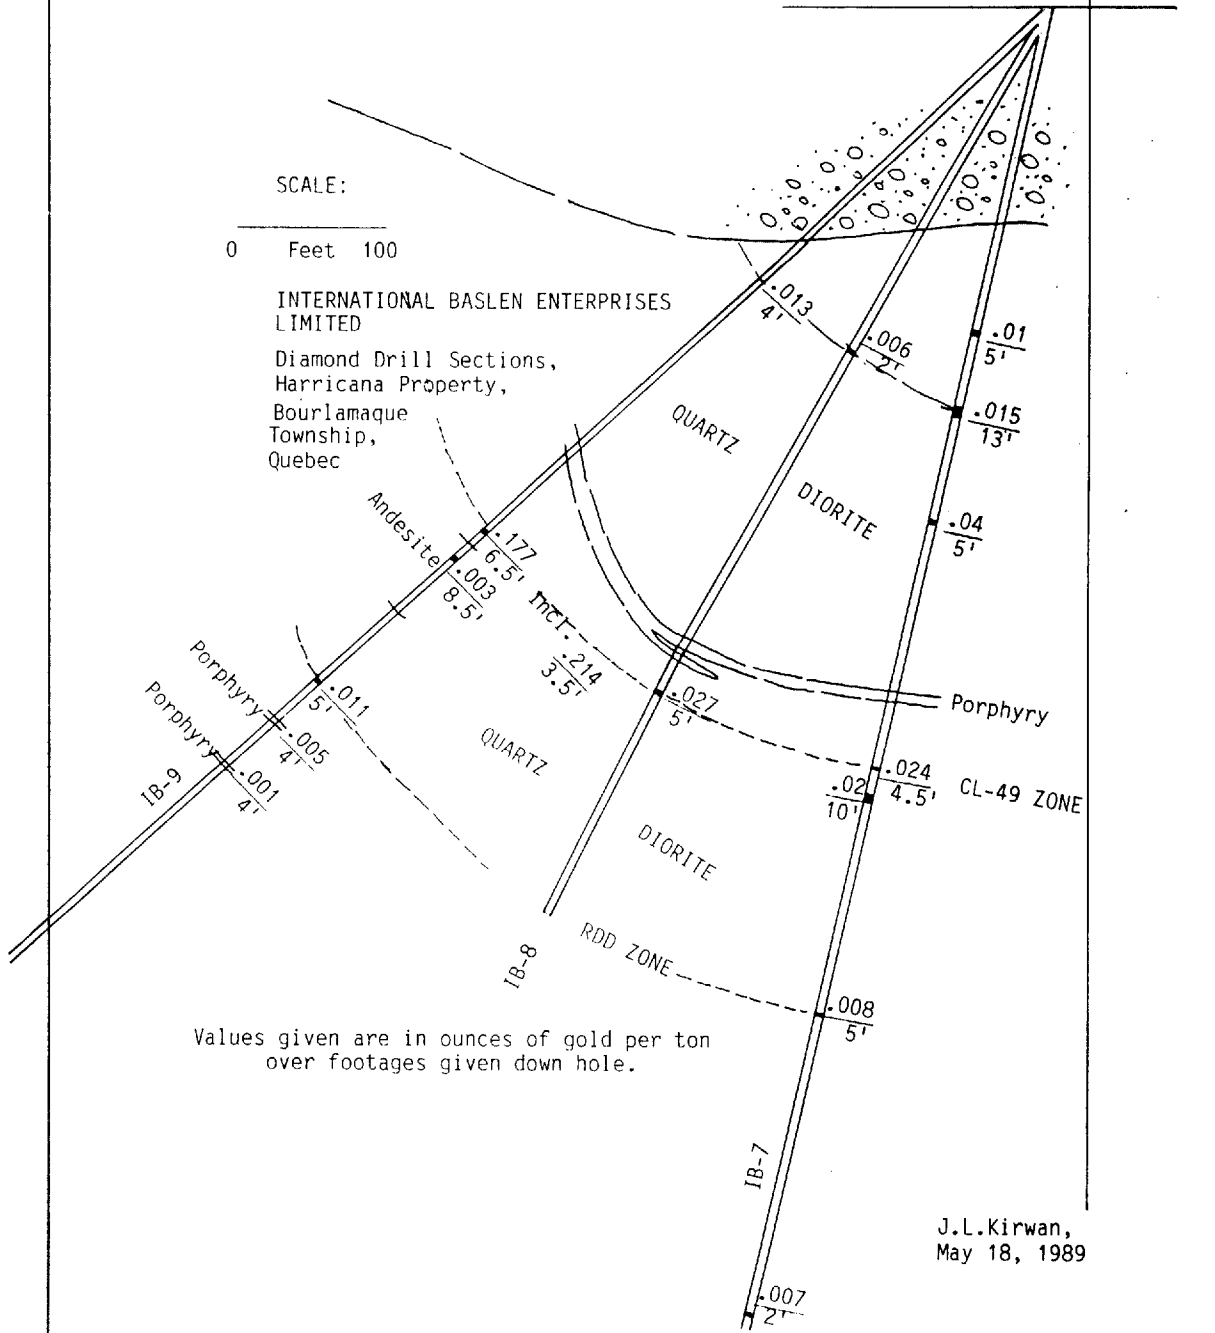 SCALE:
0 Feet 100
INTERNATIONAL BASLEN ENTERPRISES
LIMITED
Diamond Drill Sections,
Harricana Property,
Bourlamaque
Township,
Quebec
.013
4'
.006
2'
.01
5'
.015
13'
QUARTZ
DIORITE
.04
5'
Andesite
.177
6.5'
.003
8.5'
Incl.
.214
3.5'
.027
5'
Porphyry
Porphyry
Porphyry
.011
5'
.005
4'
.001
4'
IB-9
QUARTZ
DIORITE
.024
4.5'
.02
10'
CL-49 ZONE
RDD ZONE
IB-8
.008
5'
Values given are in ounces of gold per ton
over footages given down hole.
IB-7
J.L.Kirwan,
May 18, 1989
.007
2'